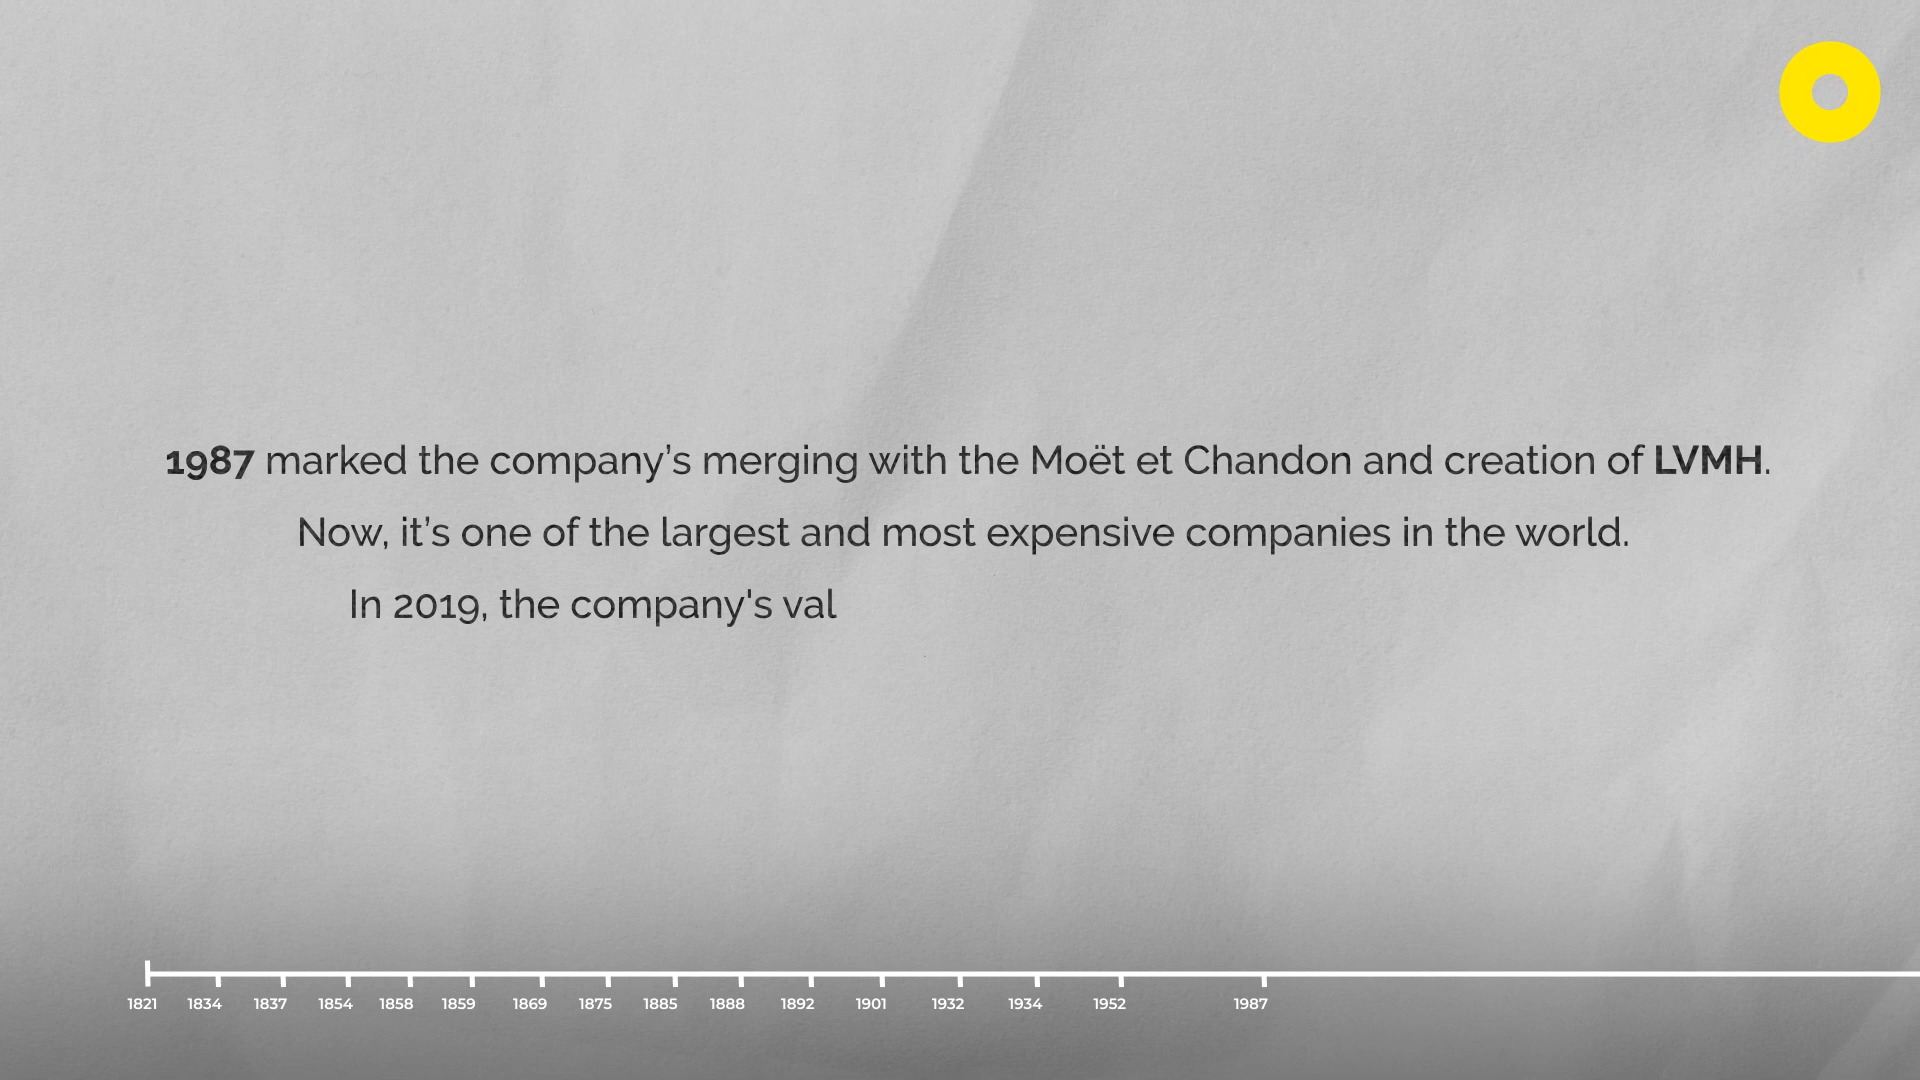 1987 marked the company’s merging with the Moët et Chandon and creation of LVMH.
Now, it’s one of the largest and most expensive companies in the world.
In 2019, the company's val
1821 1834 1837 1854 1858 1859 1869 1875 1885 1888 1892 1901 1932 1934 1952 1987